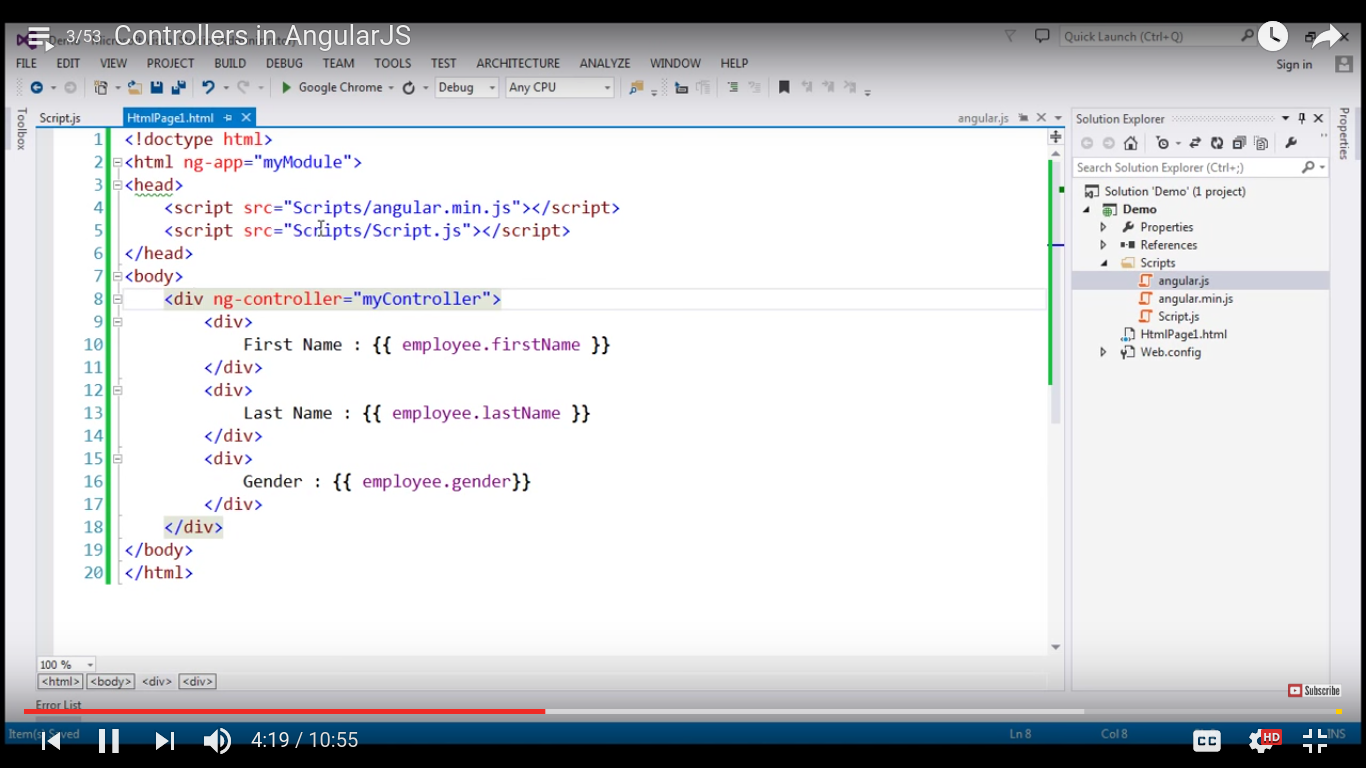 3/53 Controllers in AngularJS
Quick Launch (Ctrl+Q)
FILE EDIT VIEW PROJECT BUILD DEBUG TEAM TOOLS TEST ARCHITECTURE ANALYZE WINDOW HELP
Sign in
Google Chrome Debug Any CPU
Toolbox
Script.js HtmlPage1.html angular.js
1 <!doctype html>
2 <html ng-app="myModule">
3 <head>
4 <script src="Scripts/angular.min.js"></script>
5 <script src="Scripts/Script.js"></script>
6 </head>
7 <body>
8 <div ng-controller="myController">
9 <div>
10 First Name : {{ employee.firstName }}
11 </div>
12 <div>
13 Last Name : {{ employee.lastName }}
14 </div>
15 <div>
16 Gender : {{ employee.gender}}
17 </div>
18 </div>
19 </body>
20 </html>
100 %
<html> <body> <div> <div>
Error List
Solution Explorer
Search Solution Explorer (Ctrl+;)
Solution 'Demo' (1 project)
Demo
Properties
References
Scripts
angular.js
angular.min.js
Script.js
HtmlPage1.html
Web.config
Properties
Subscribe
Item(s) Saved
Ln 8 Col 8 INS
4:19 / 10:55
CC HD